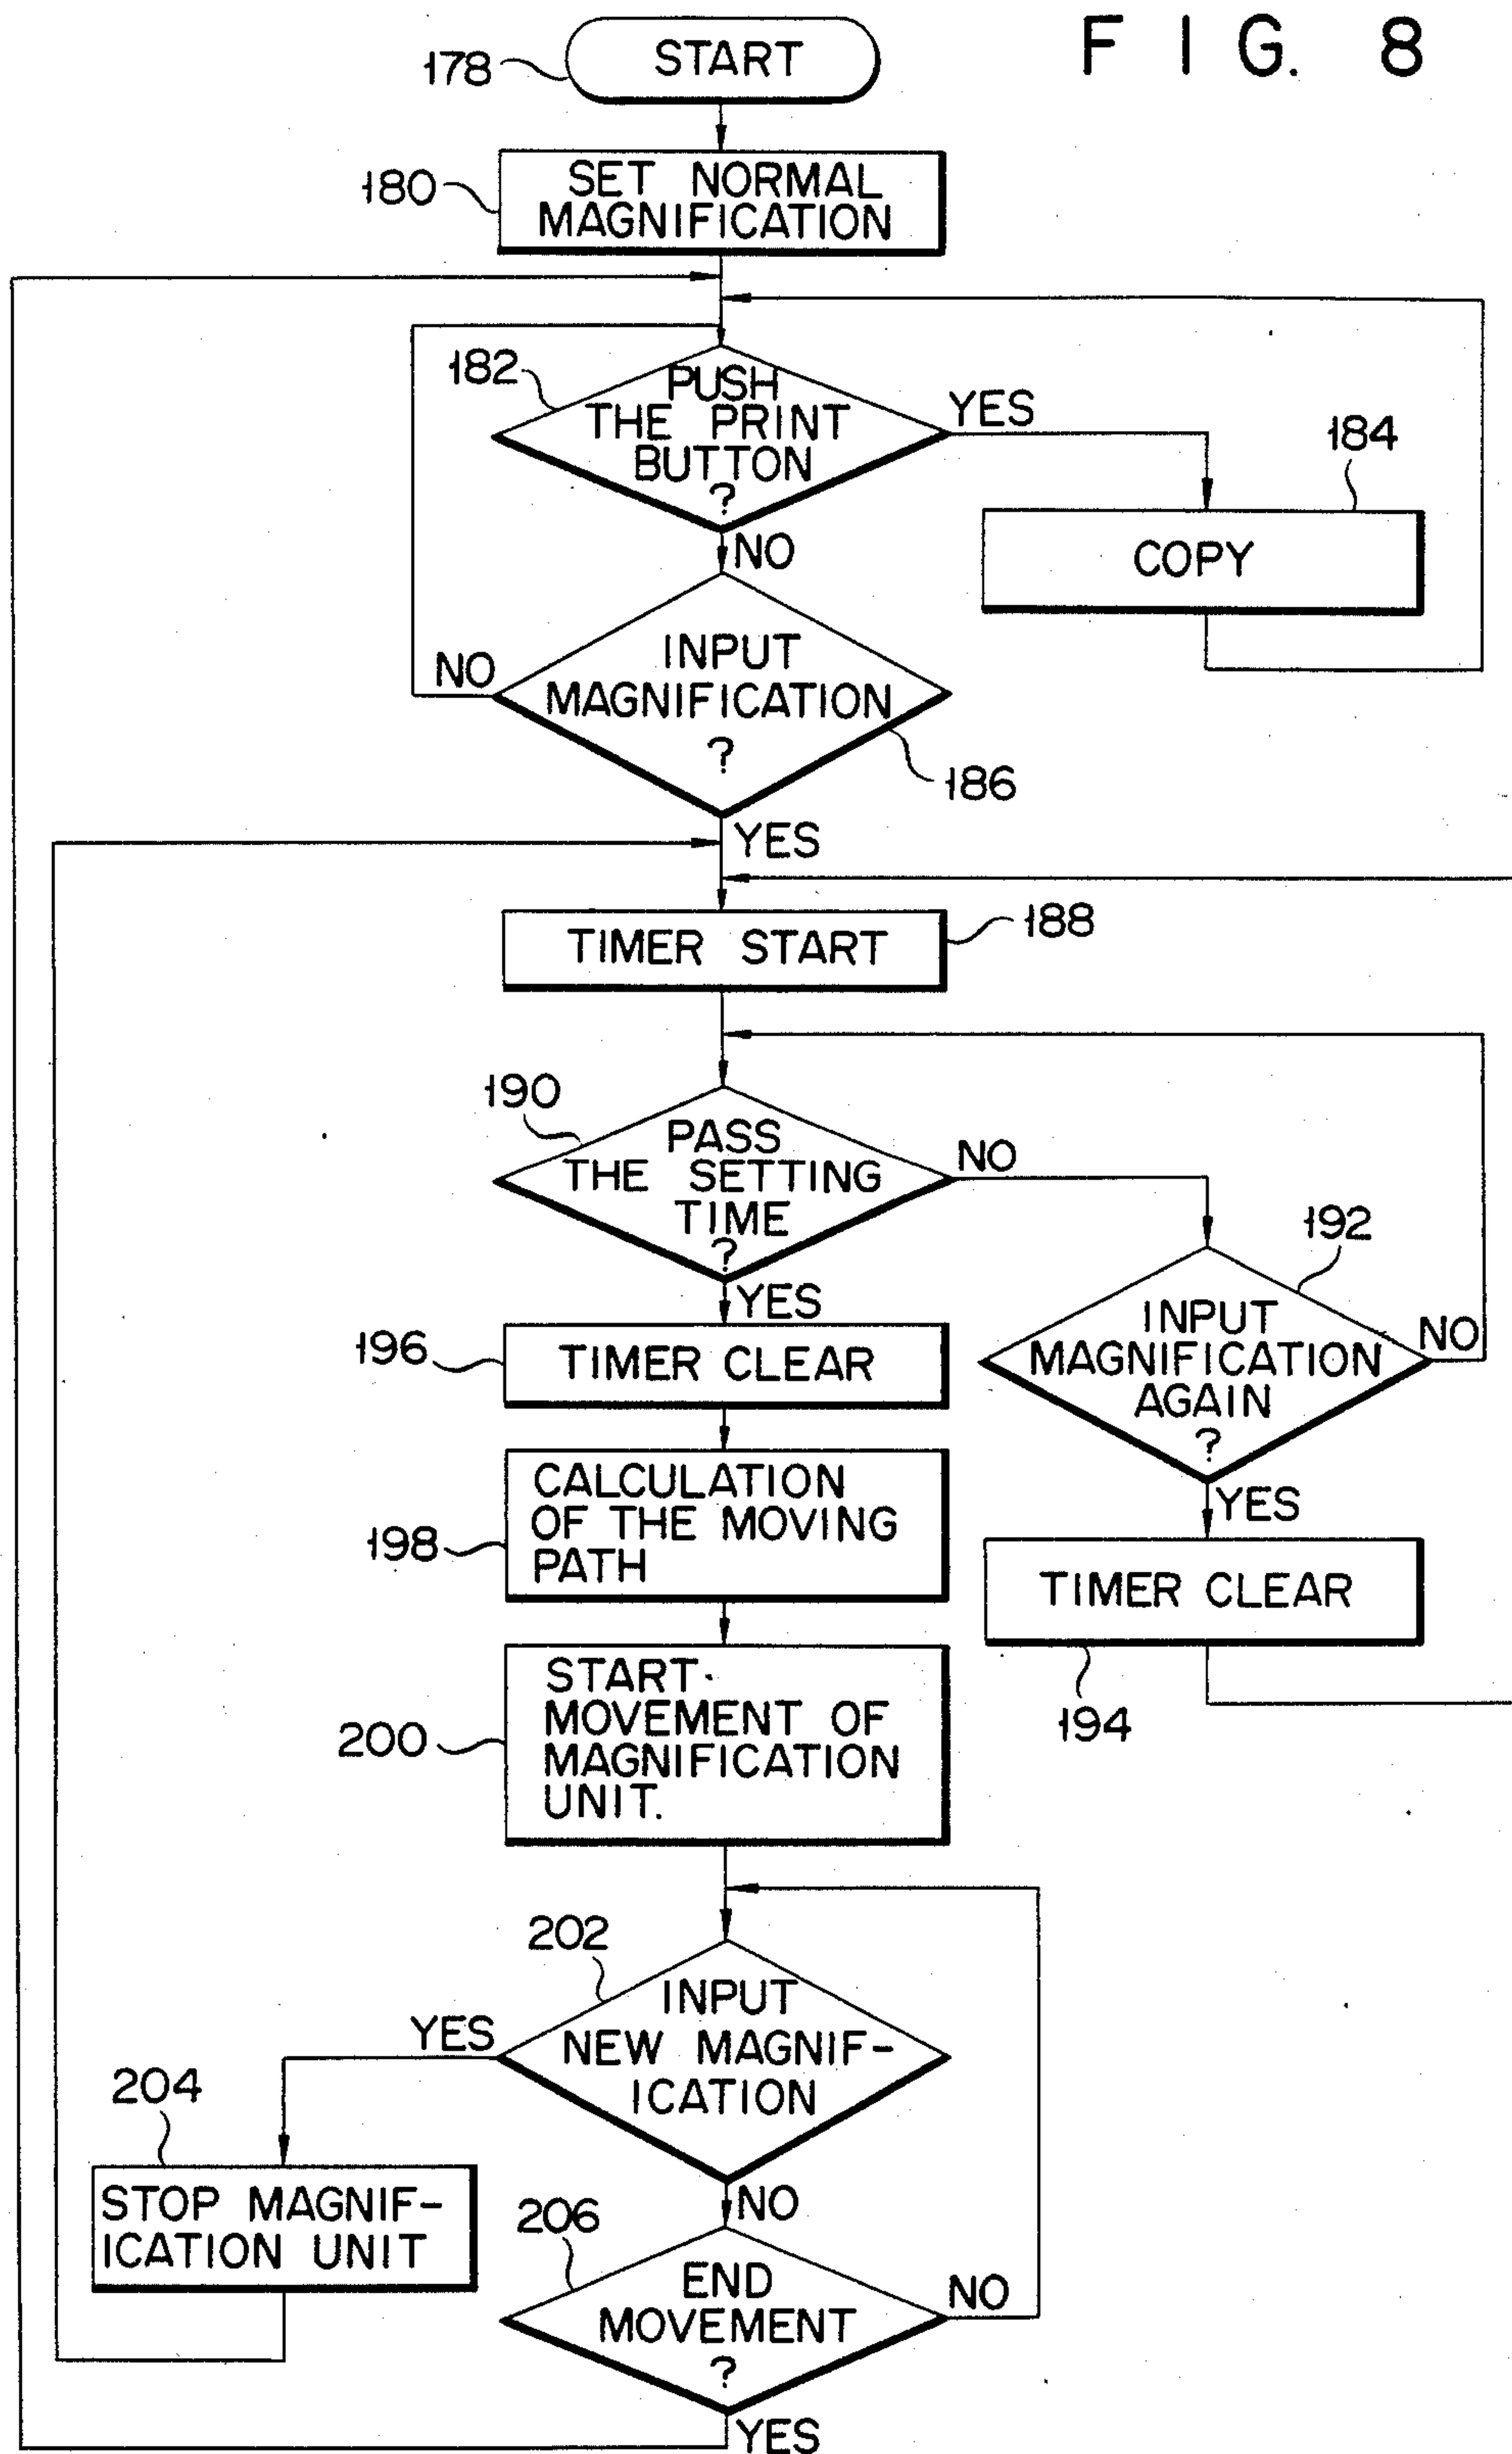 FIG. 8
178
START
180
SET NORMAL
MAGNIFICATION
182
PUSH
THE PRINT
BUTTON
?
YES
184
COPY
NO
INPUT
MAGNIFICATION
?
NO
186
YES
TIMER START
188
190
PASS
THE SETTING
TIME
?
NO
192
INPUT
MAGNIFICATION
AGAIN
?
NO
YES
TIMER CLEAR
194
YES
196
TIMER CLEAR
198
CALCULATION
OF THE MOVING
PATH
200
START
MOVEMENT OF
MAGNIFICATION
UNIT.
202
INPUT
NEW MAGNIF-
ICATION
YES
204
STOP MAGNIF-
ICATION UNIT
NO
206
END
MOVEMENT
?
NO
YES